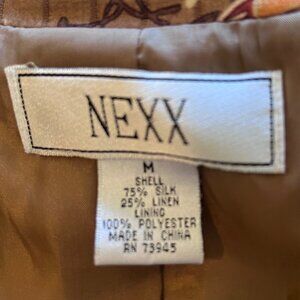 NEXX
M
SHELL
75% SILK
25% LINEN
LINING
100% POLYESTER
MADE IN CHINA
RN 73945